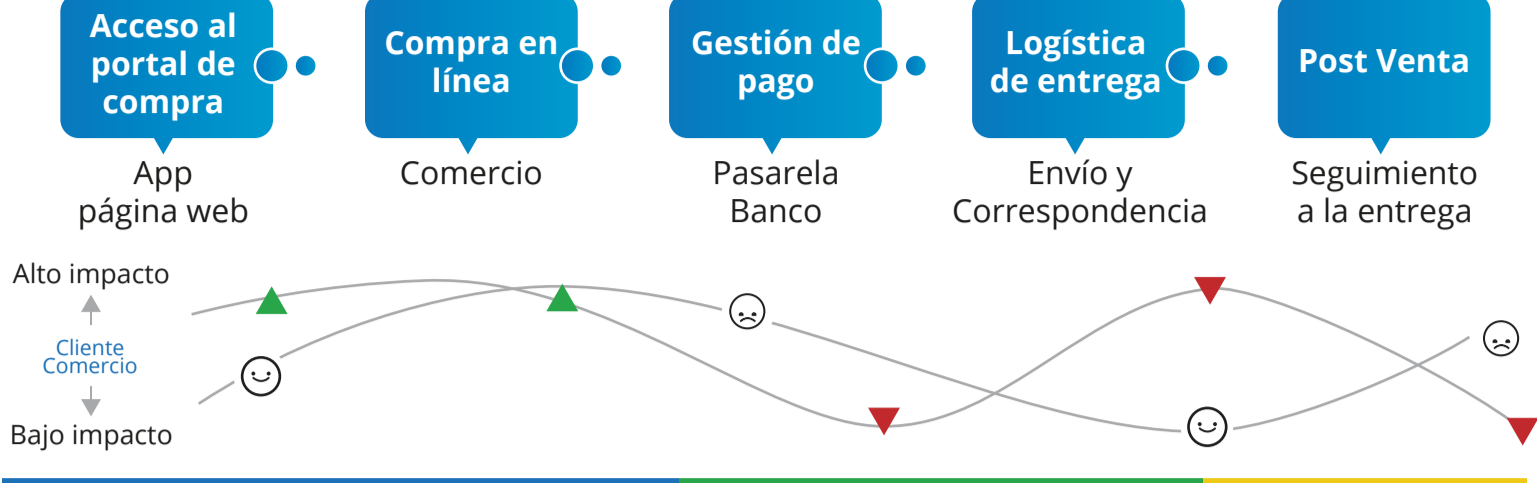 Acceso al
portal de
compra
Compra en
línea
Gestión de
pago
Logística
de entrega
Post Venta
App
página web
Comercio
Pasarela
Banco
Envío y
Correspondencia
Seguimiento
a la entrega
Alto impacto
Cliente
Comercio
Bajo impacto